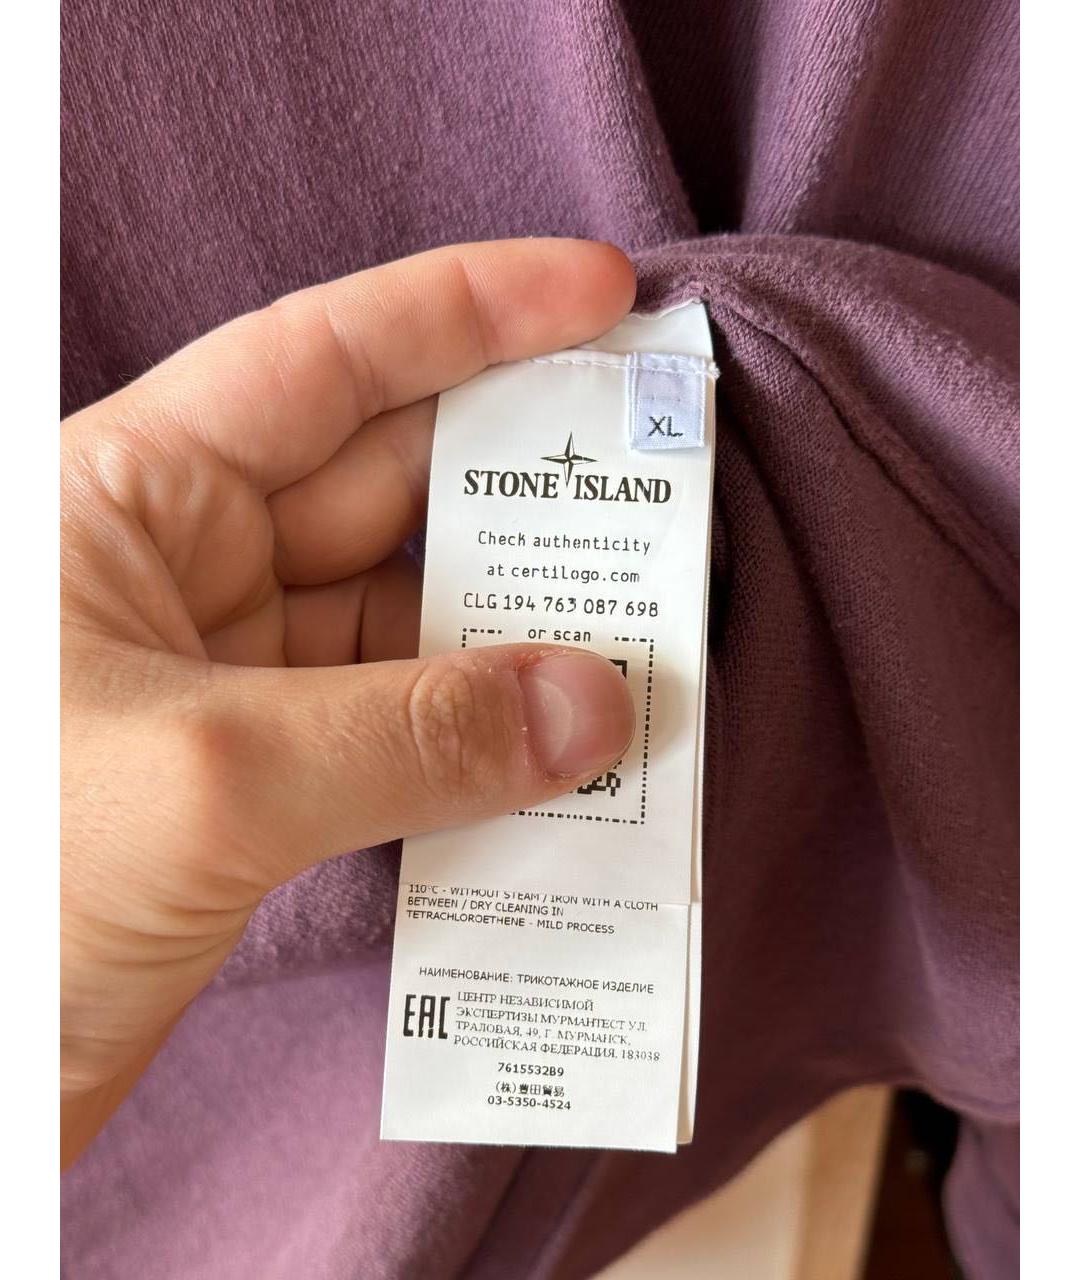 XL
STONE ISLAND
Check authenticity
at certilogo.com
CLG 194 763 087 698
or scan
110°C - WITHOUT STEAM / IRON WITH A CLOTH
BETWEEN / DRY CLEANING IN
TETRACHLOROETHENE - MILD PROCESS
НАИМЕНОВАНИЕ: ТРИКОТАЖНОЕ ИЗДЕЛИЕ
EAC
ЦЕНТР НЕЗАВИСИМОЙ
ЭКСПЕРТИЗЫ МУРМАНТЕСТ УЛ.
ТРАЛОВАЯ, 49, Г. МУРМАНСК,
РОССИЙСКАЯ ФЕДЕРАЦИЯ, 183038
7615532B9
(株)豊田貿易
03-5350-4524